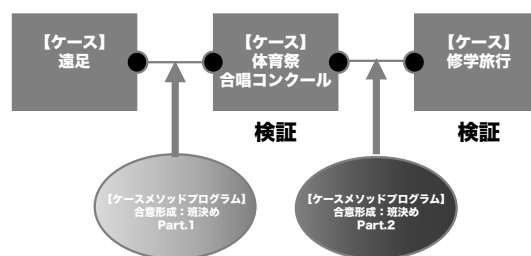 【ケース】
遠足
【ケース】
体育祭
合唱コンクール
【ケース】
修学旅行
検証
検証
【ケースメソッドプログラム】
合意形成：班決め
Part.1
【ケースメソッドプログラム】
合意形成：班決め
Part.2